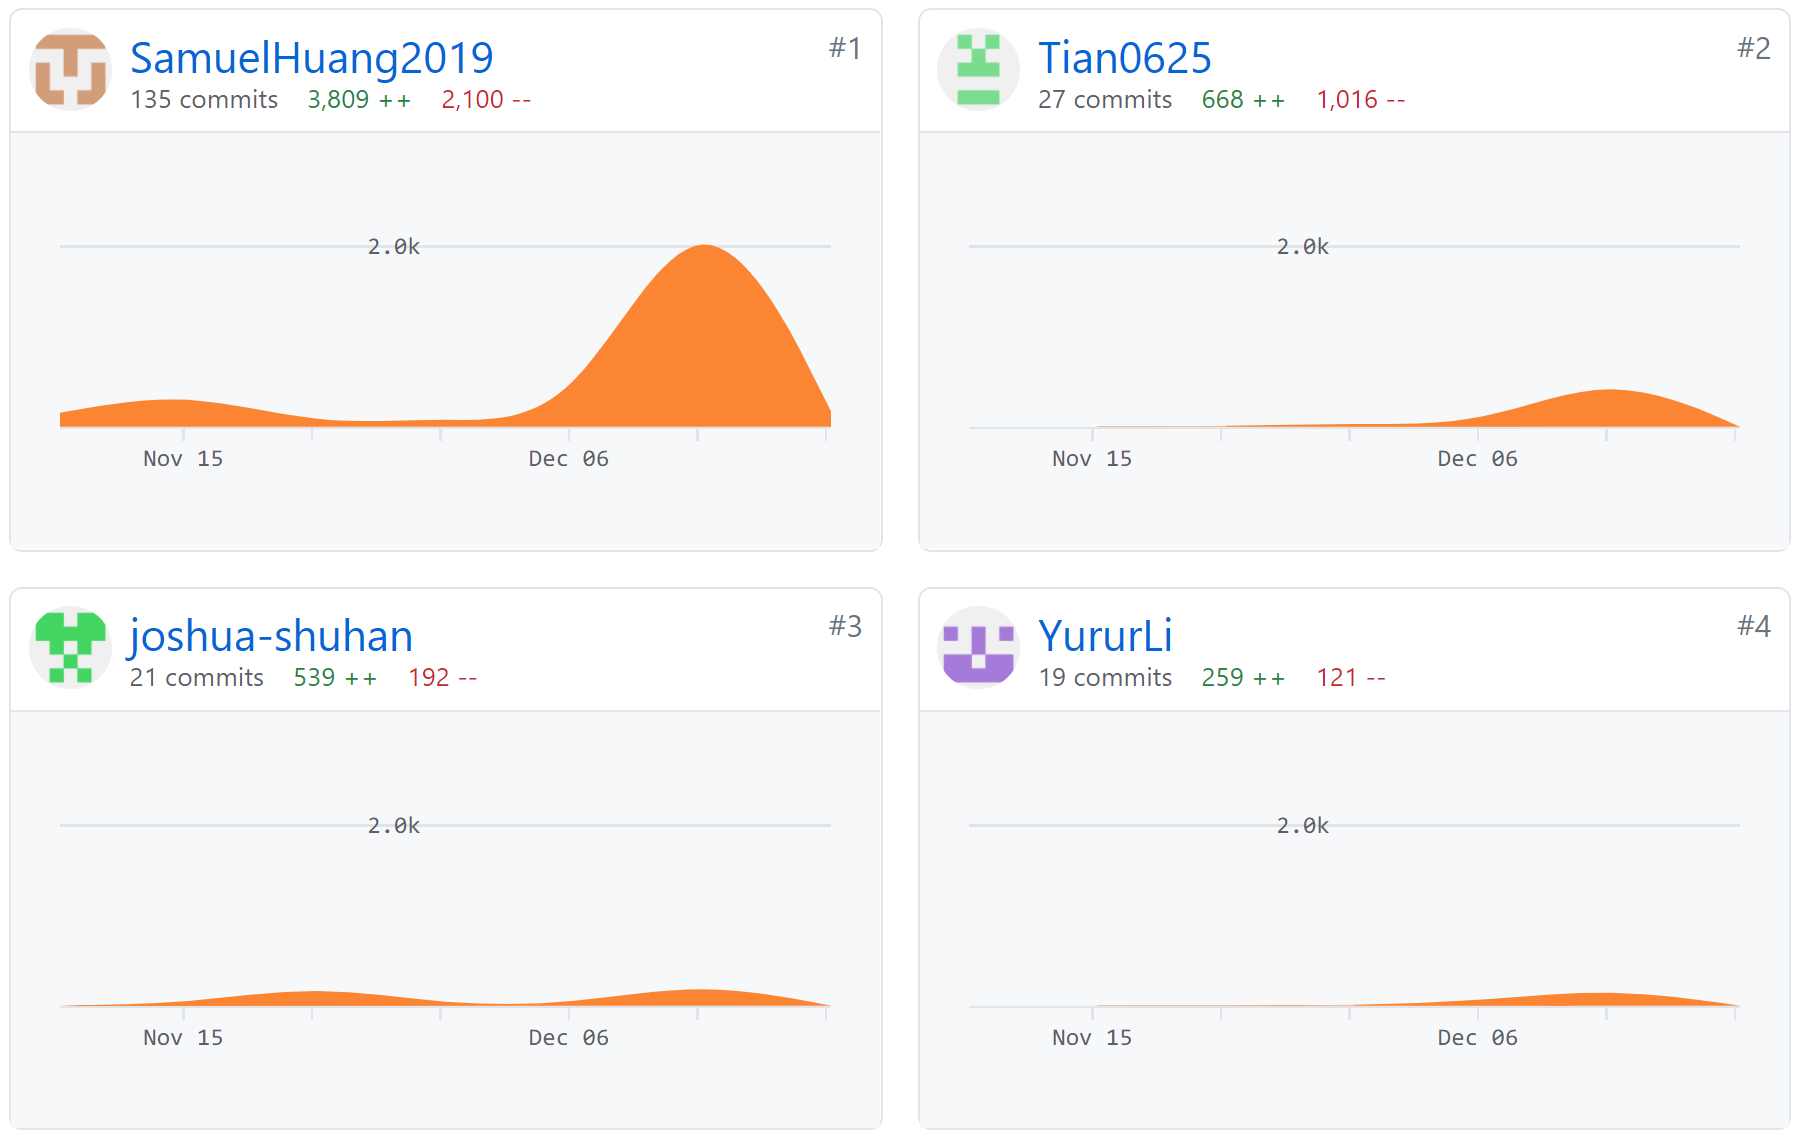 SamuelHuang2019
#1
135 commits 3,809 ++ 2,100 --
2.0k
Nov 15 Dec 06
Tian0625
#2
27 commits 668 ++ 1,016 --
2.0k
Nov 15 Dec 06
joshua-shuhan
#3
21 commits 539 ++ 192 --
2.0k
Nov 15 Dec 06
YururLi
#4
19 commits 259 ++ 121 --
2.0k
Nov 15 Dec 06